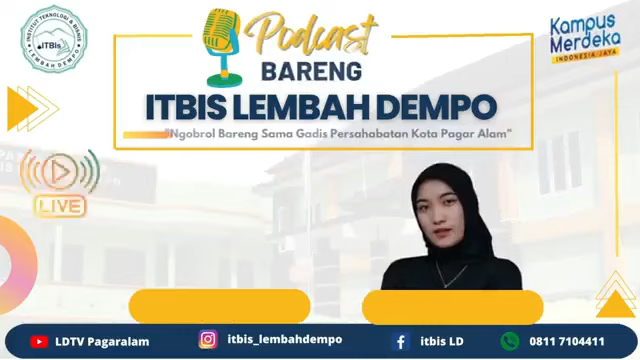 INSTITUT TEKNOLOGI & BISNIS
ITBis
LEMBAH DEMPO
Podcast
BARENG
ITBIS LEMBAH DEMPO
"Ngobrol Bareng Sama Gadis Persahabatan Kota Pagar Alam"
Kampus
Merdeka
INDONESIA JAYA
LIVE
LDTV Pagaralam
itbis_lembahdempo
itbis LD
0811 7104411